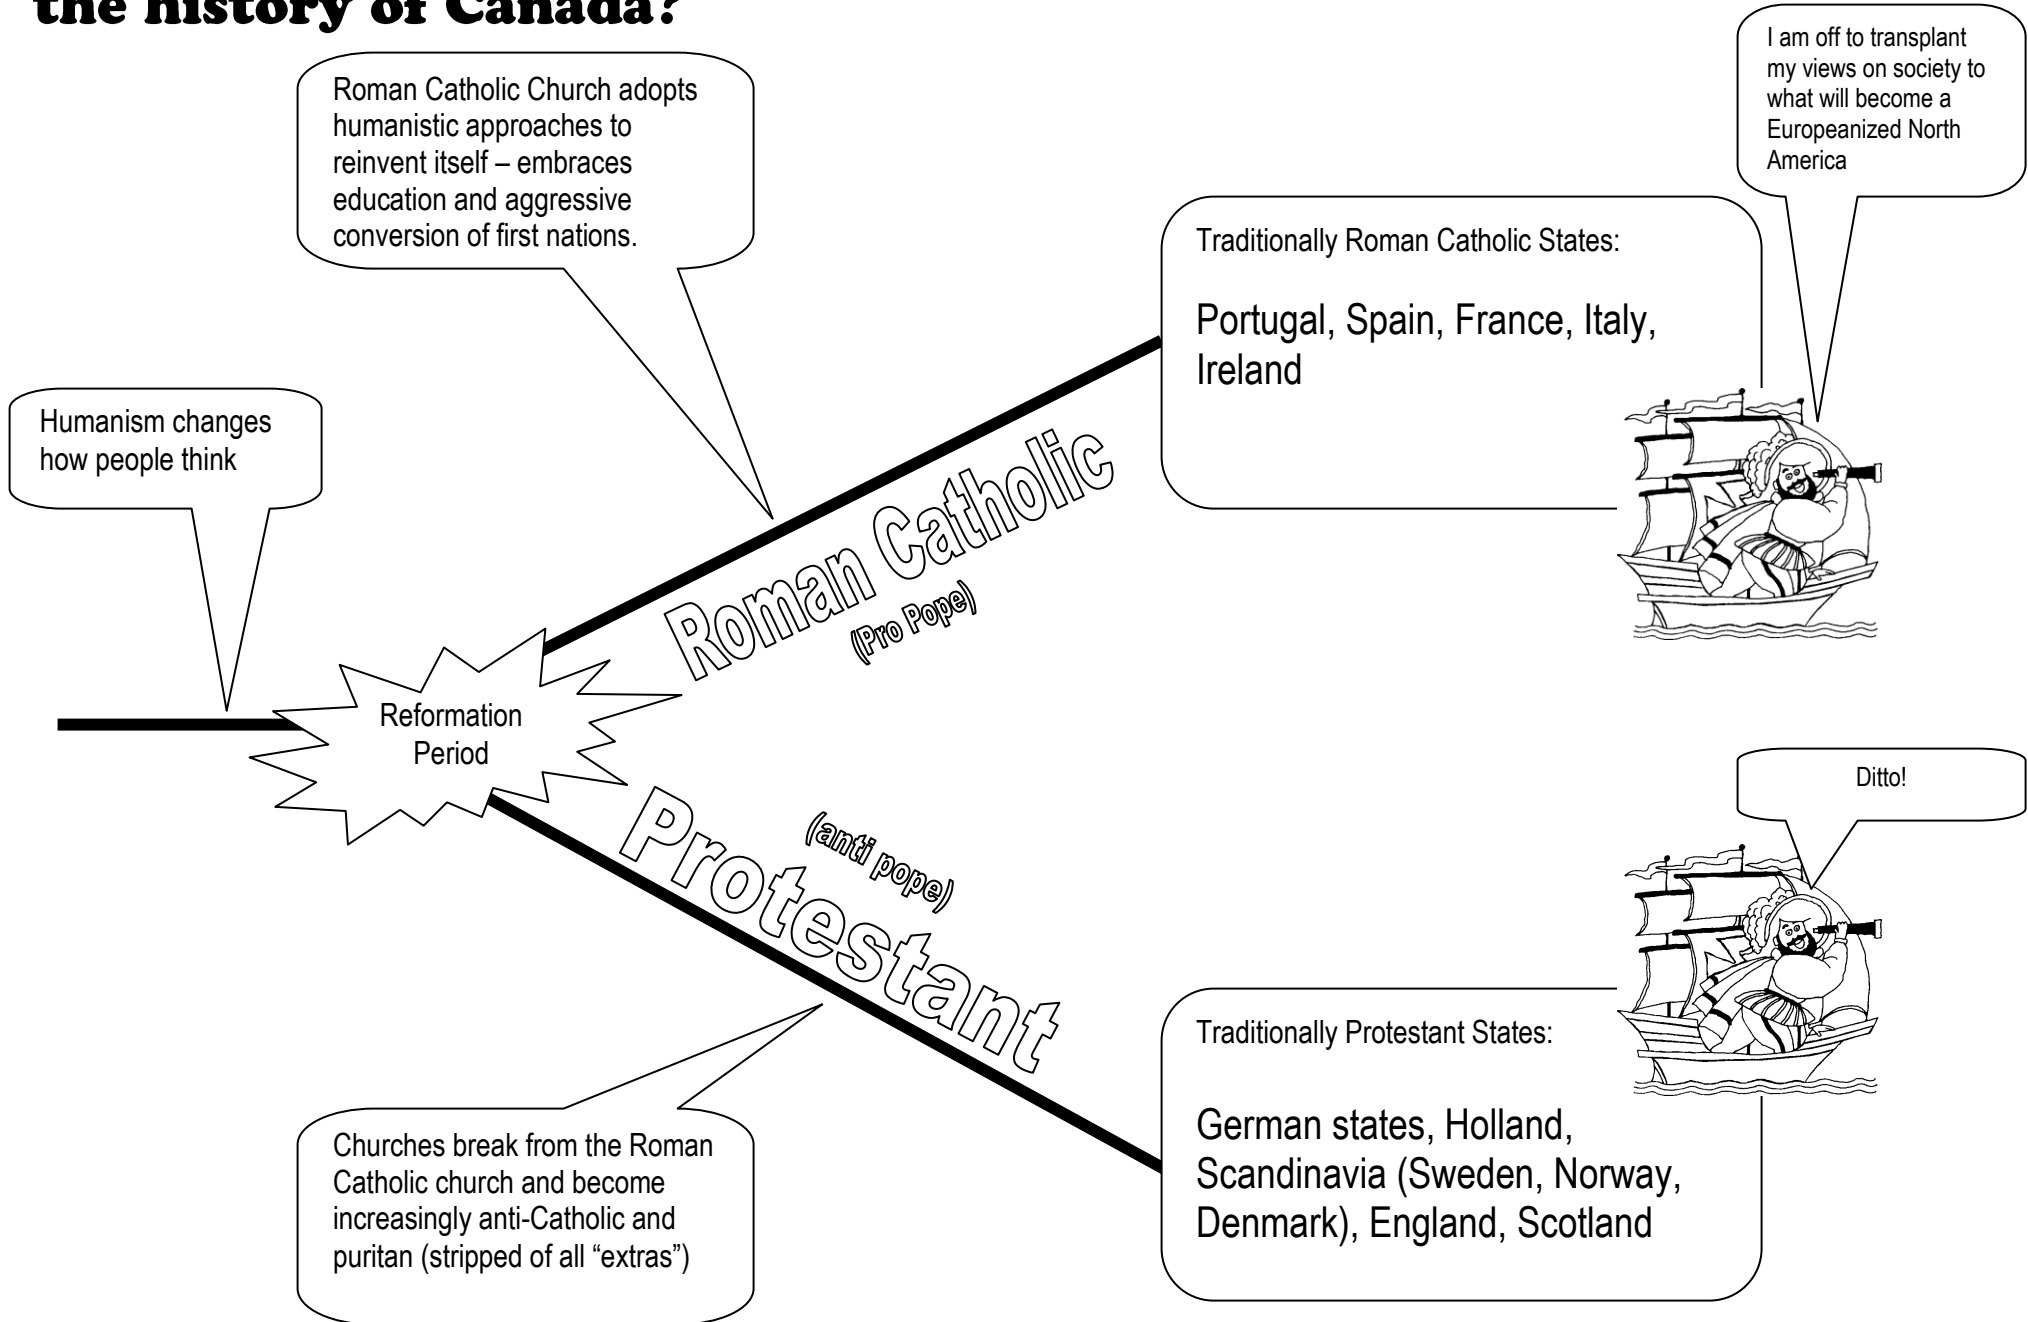 the history of Canada?
I am off to transplant
my views on society to
what will become a
Europeanized North
America
Roman Catholic Church adopts
humanistic approaches to
reinvent itself – embraces
education and aggressive
conversion of first nations.
Traditionally Roman Catholic States:
Portugal, Spain, France, Italy,
Ireland
Humanism changes
how people think
Roman Catholic
(Pro Pope)
Reformation
Period
Ditto!
(anti pope)
Protestant
Traditionally Protestant States:
German states, Holland,
Scandinavia (Sweden, Norway,
Denmark), England, Scotland
Churches break from the Roman
Catholic church and become
increasingly anti-Catholic and
puritan (stripped of all “extras”)